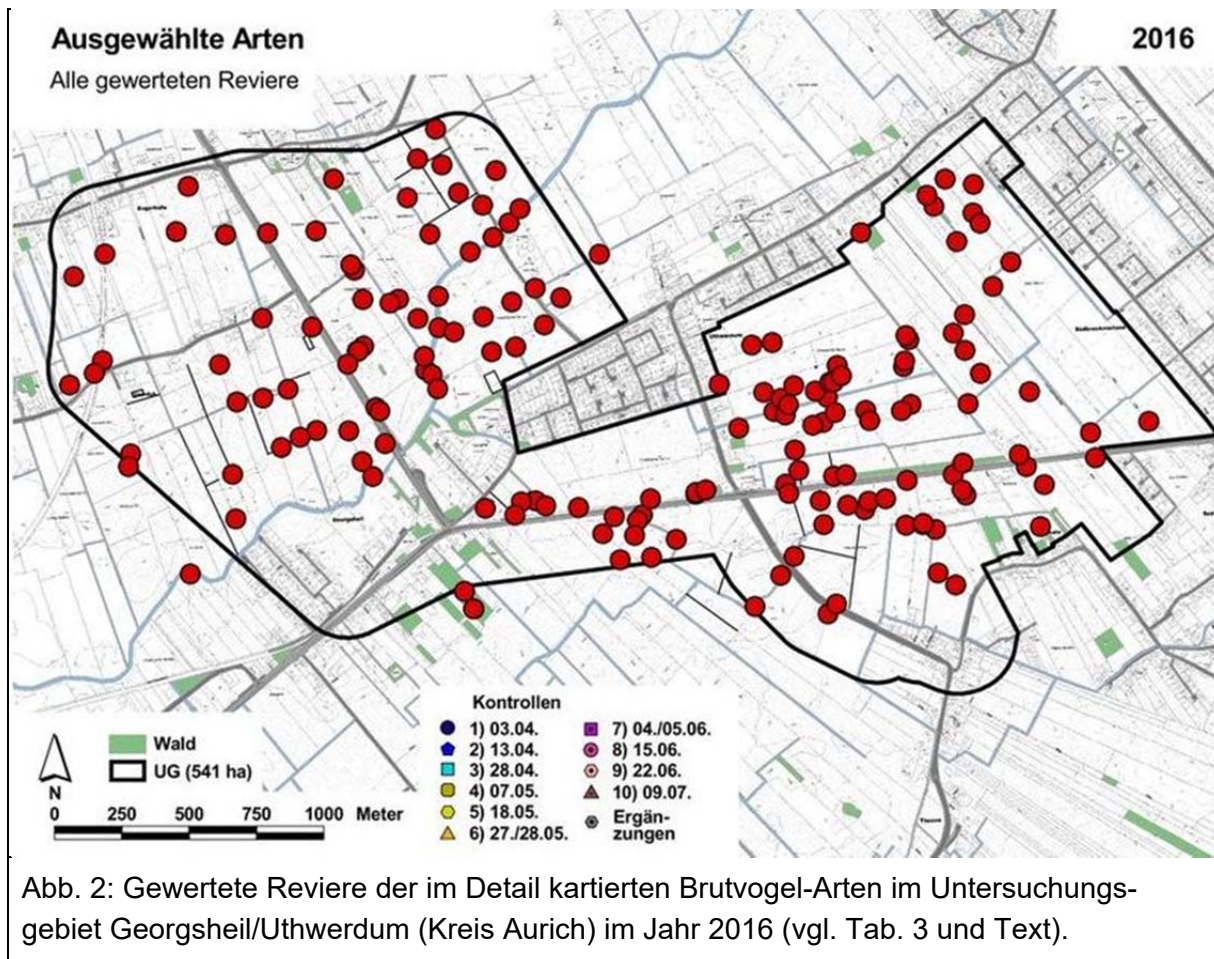 Ausgewählte Arten
2016
Alle gewerteten Reviere
Engerhafe
Uthwerdum
Georgsheil
Theene
Kontrollen
1) 03.04.
2) 13.04.
3) 28.04.
4) 07.05.
5) 18.05.
6) 27./28.05.
7) 04./05.06.
8) 15.06.
9) 22.06.
10) 09.07.
Ergän-
zungen
Wald
UG (541 ha)
N
0 250 500 750 1000 Meter
Abb. 2: Gewertete Reviere der im Detail kartierten Brutvogel-Arten im Untersuchungs-
gebiet Georgsheil/Uthwerdum (Kreis Aurich) im Jahr 2016 (vgl. Tab. 3 und Text).